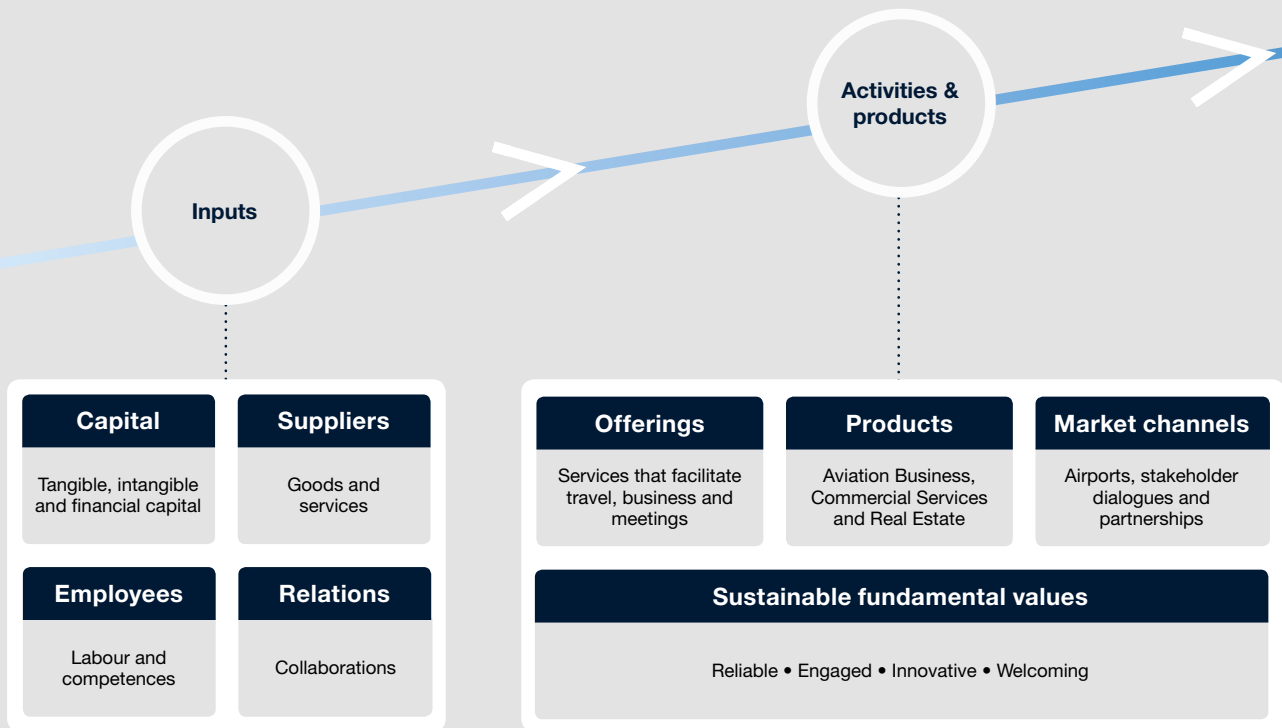 Activities &
products
Inputs
Capital
Tangible, intangible
and financial capital
Suppliers
Goods and
services
Employees
Labour and
competences
Relations
Collaborations
Offerings
Services that facilitate
travel, business and
meetings
Products
Aviation Business,
Commercial Services
and Real Estate
Market channels
Airports, stakeholder
dialogues and
partnerships
Sustainable fundamental values
Reliable • Engaged • Innovative • Welcoming